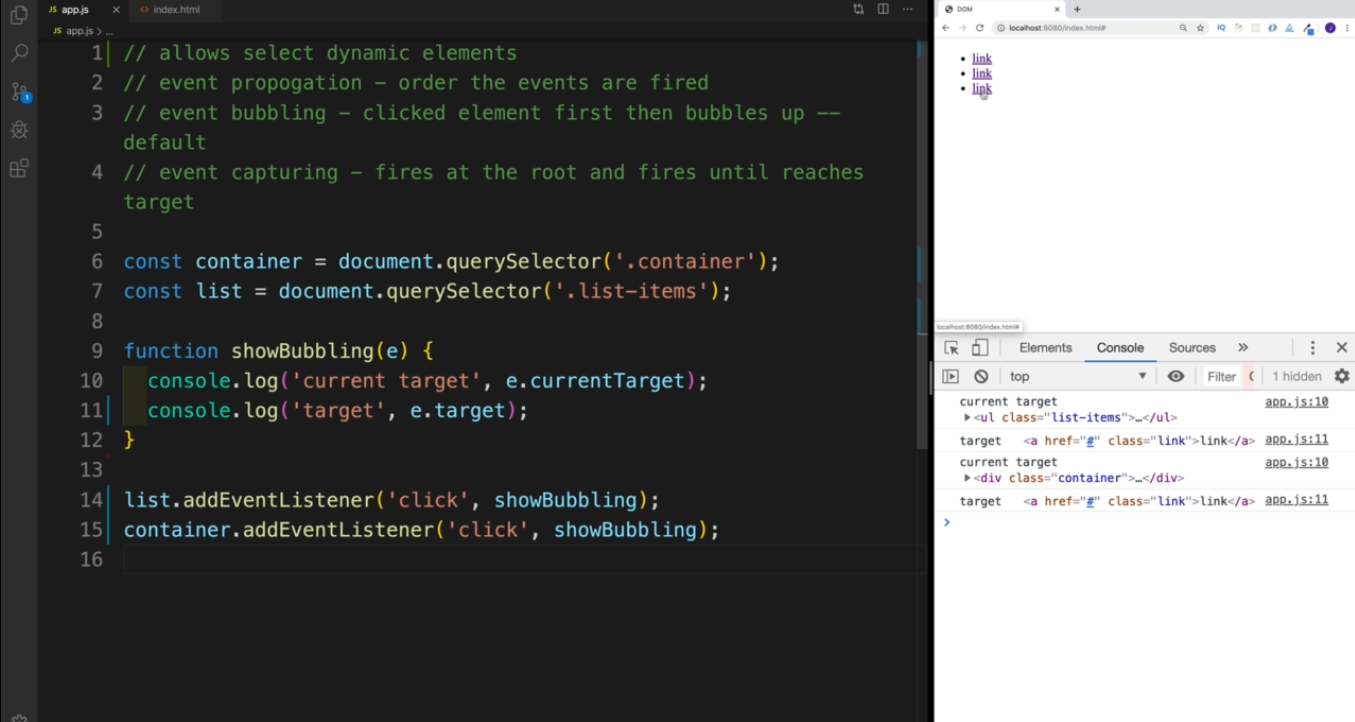 JS app.js × <> index.html ...
JS app.js > ...
1 // allows select dynamic elements
2 // event propogation – order the events are fired
3 // event bubbling – clicked element first then bubbles up ––
default
4 // event capturing – fires at the root and fires until reaches
target
5
6 const container = document.querySelector('.container');
7 const list = document.querySelector('.list-items');
8
9 function showBubbling(e) {
10 console.log('current target', e.currentTarget);
11 console.log('target', e.target);
12 }
13
14 list.addEventListener('click', showBubbling);
15 container.addEventListener('click', showBubbling);
16
1
DOM × +
localhost:8080/index.html# IQ J
• link
• link
• link
localhost:8080/index.html#
Elements Console Sources »
top ▼ Filter 1 hidden
current target app.js:10
▶<ul class="list-items">…</ul>
target <a href="#" class="link">link</a> app.js:11
current target app.js:10
▶<div class="container">…</div>
target <a href="#" class="link">link</a> app.js:11
>